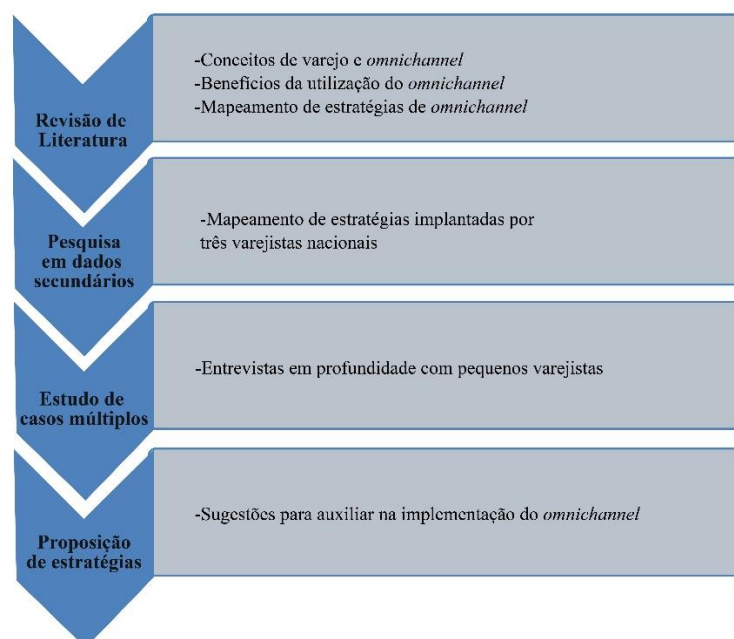 Revisão de
Literatura
-Conceitos de varejo e omnichannel
-Benefícios da utilização do omnichannel
-Mapeamento de estratégias de omnichannel
Pesquisa
em dados
secundários
-Mapeamento de estratégias implantadas por
três varejistas nacionais
Estudo de
casos múltiplos
-Entrevistas em profundidade com pequenos varejistas
Proposição
de estratégias
-Sugestões para auxiliar na implementação do omnichannel